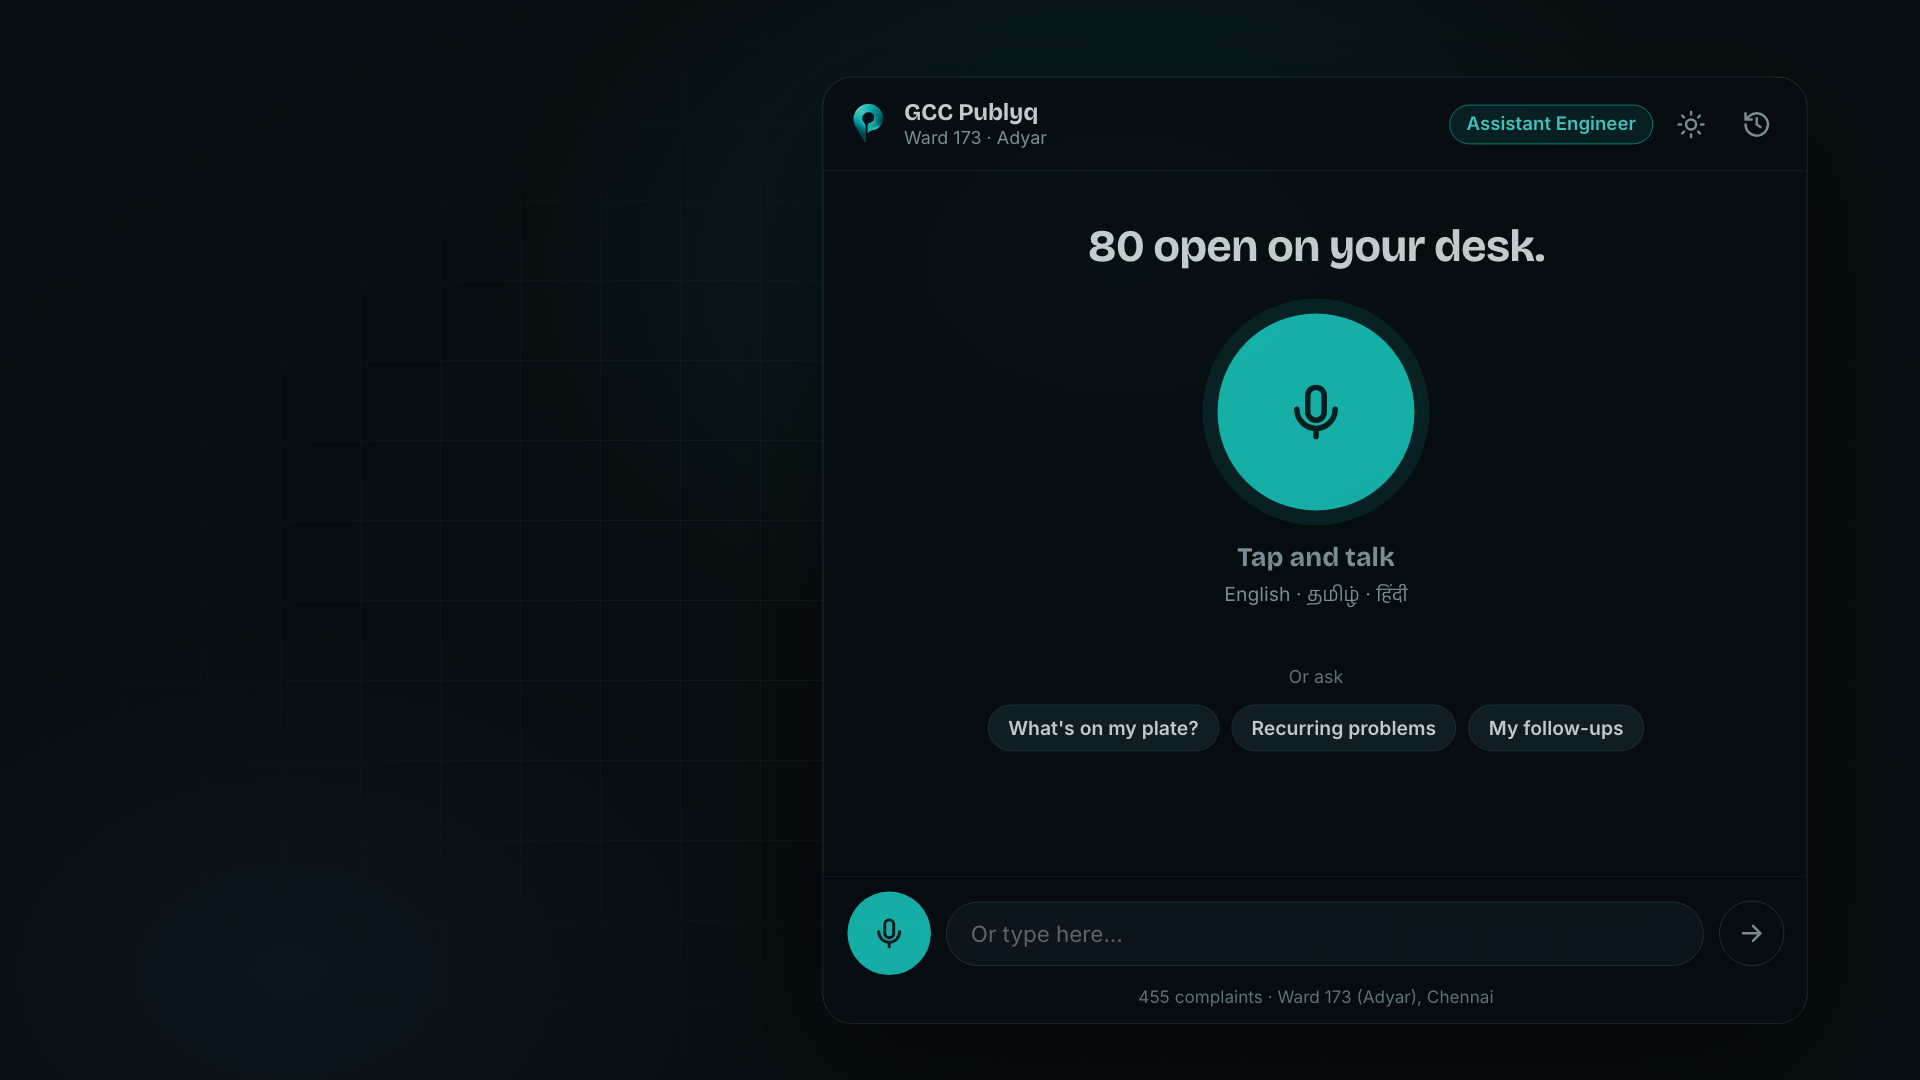 GCC Publyq
Ward 173 · Adyar
Assistant Engineer
80 open on your desk.
Tap and talk
English · தமிழ் · हिंदी
Or ask
What's on my plate?
Recurring problems
My follow-ups
Or type here...
455 complaints · Ward 173 (Adyar), Chennai